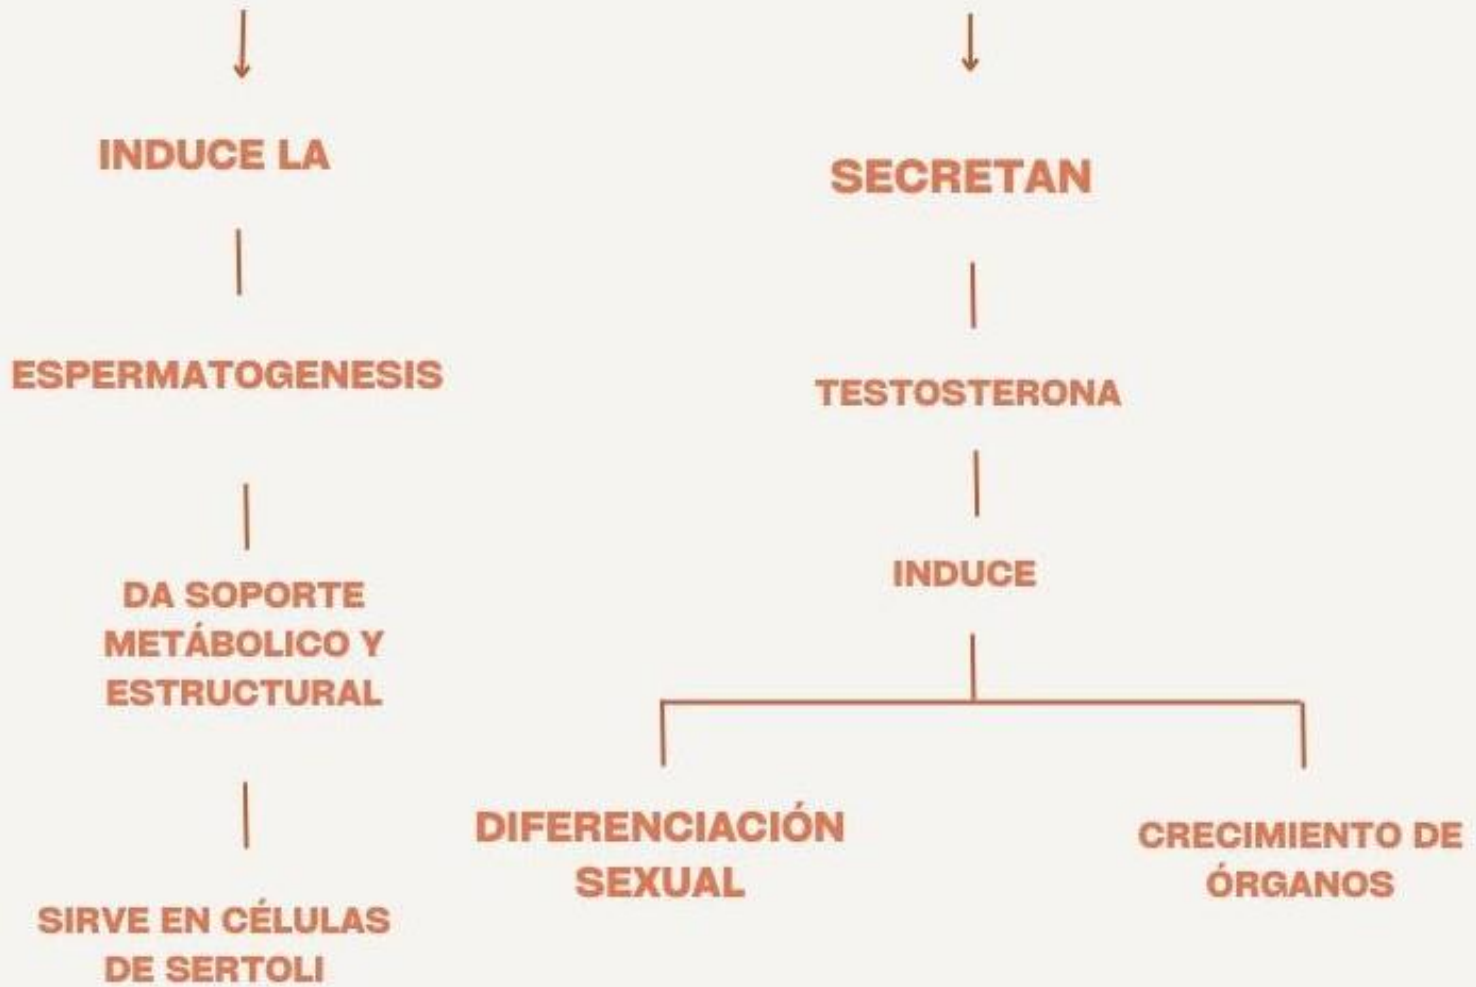 INDUCE LA
ESPERMATOGENESIS
DA SOPORTE
METÁBOLICO Y
ESTRUCTURAL
SIRVE EN CÉLULAS
DE SERTOLI
SECRETAN
TESTOSTERONA
INDUCE
DIFERENCIACIÓN
SEXUAL
CRECIMIENTO DE
ÓRGANOS